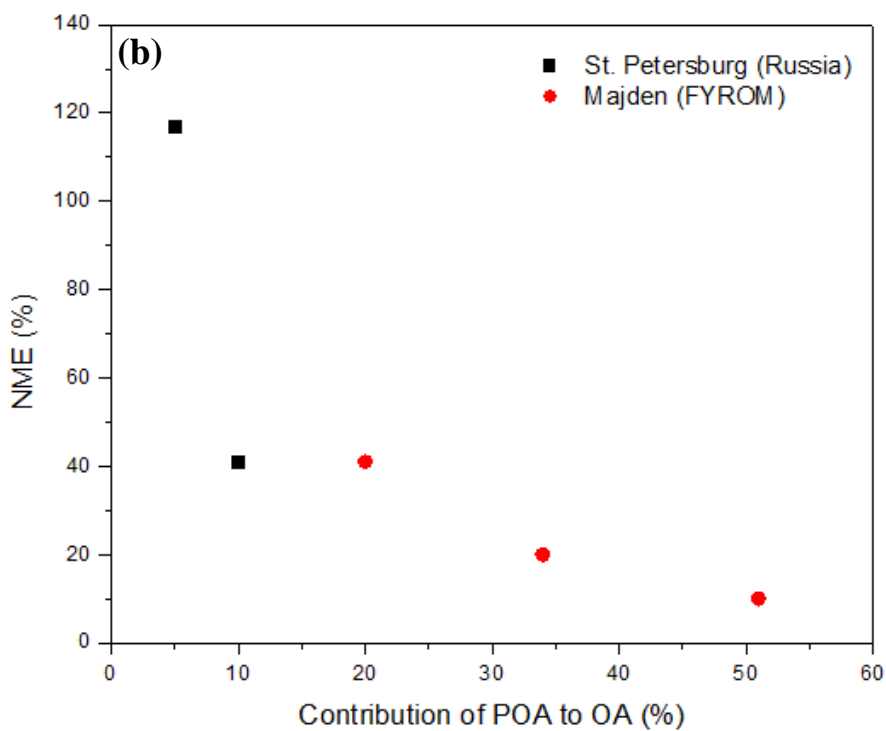 (b)
St. Petersburg (Russia)
Majden (FYROM)
140
120
100
80
60
40
20
0
NME (%)
0 10 20 30 40 50 60
Contribution of POA to OA (%)